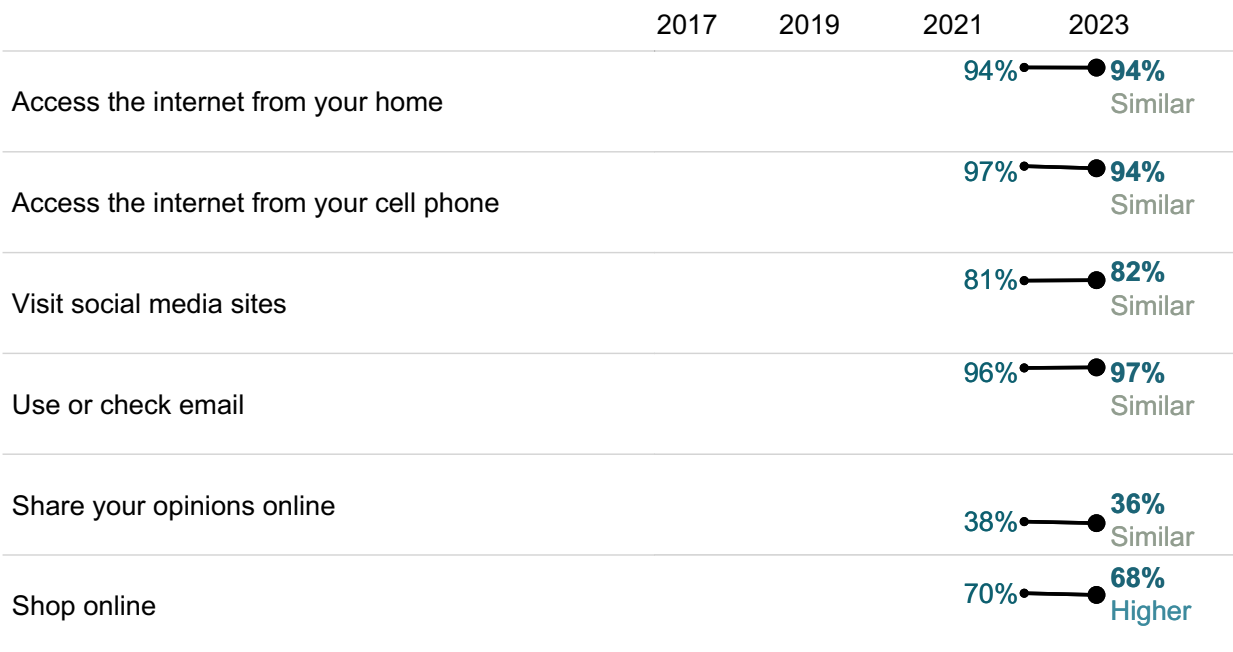 2017 2019 2021 2023
94% 94%
Access the internet from your home Similar
97% 94%
Access the internet from your cell phone Similar
81% 82%
Visit social media sites Similar
96% 97%
Use or check email Similar
Share your opinions online 36%
38% Similar
70% 68%
Shop online Higher